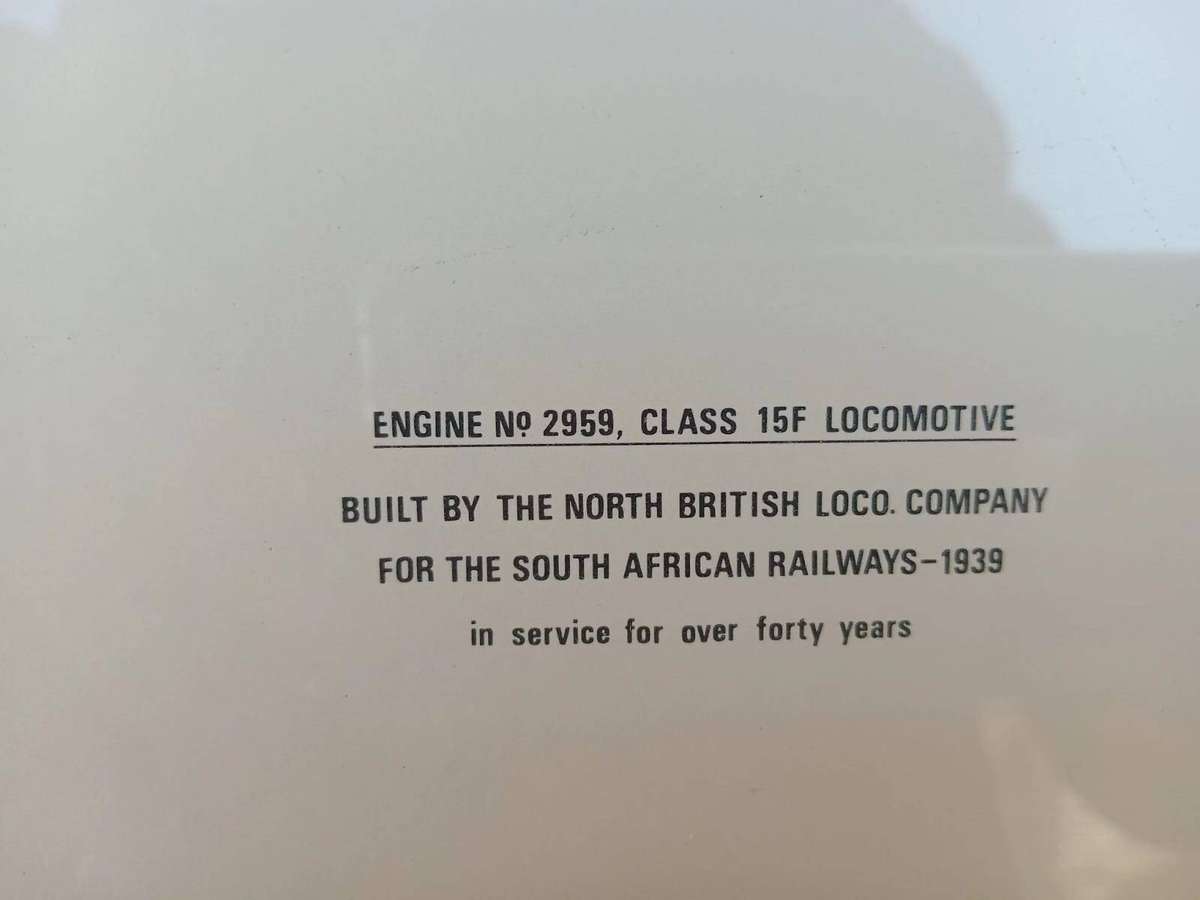 ENGINE Nº 2959, CLASS 15F LOCOMOTIVE
BUILT BY THE NORTH BRITISH LOCO. COMPANY
FOR THE SOUTH AFRICAN RAILWAYS-1939
in service for over forty years